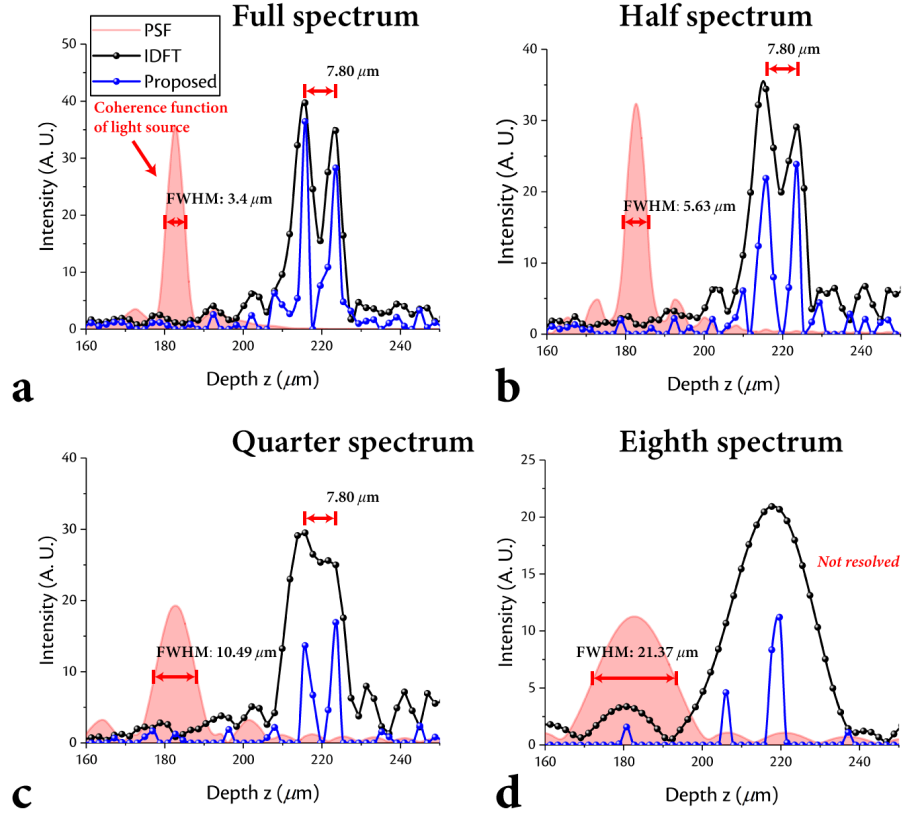 Full spectrum
PSF
IDFT
Proposed
Coherence function
of light source
FWHM: 3.4 μm
7.80 μm
Intensity (A. U.)
50
40
30
20
10
0
160
180
200
220
240
Depth z (μm)
a
Half spectrum
7.80 μm
FWHM: 5.63 μm
Intensity (A. U.)
40
30
20
10
0
160
180
200
220
240
Depth z (μm)
b
Quarter spectrum
7.80 μm
FWHM: 10.49 μm
Intensity (A. U.)
40
30
20
10
0
160
180
200
220
240
Depth z (μm)
c
Eighth spectrum
Not resolved
FWHM: 21.37 μm
Intensity (A. U.)
25
20
15
10
5
0
160
180
200
220
240
Depth z (μm)
d